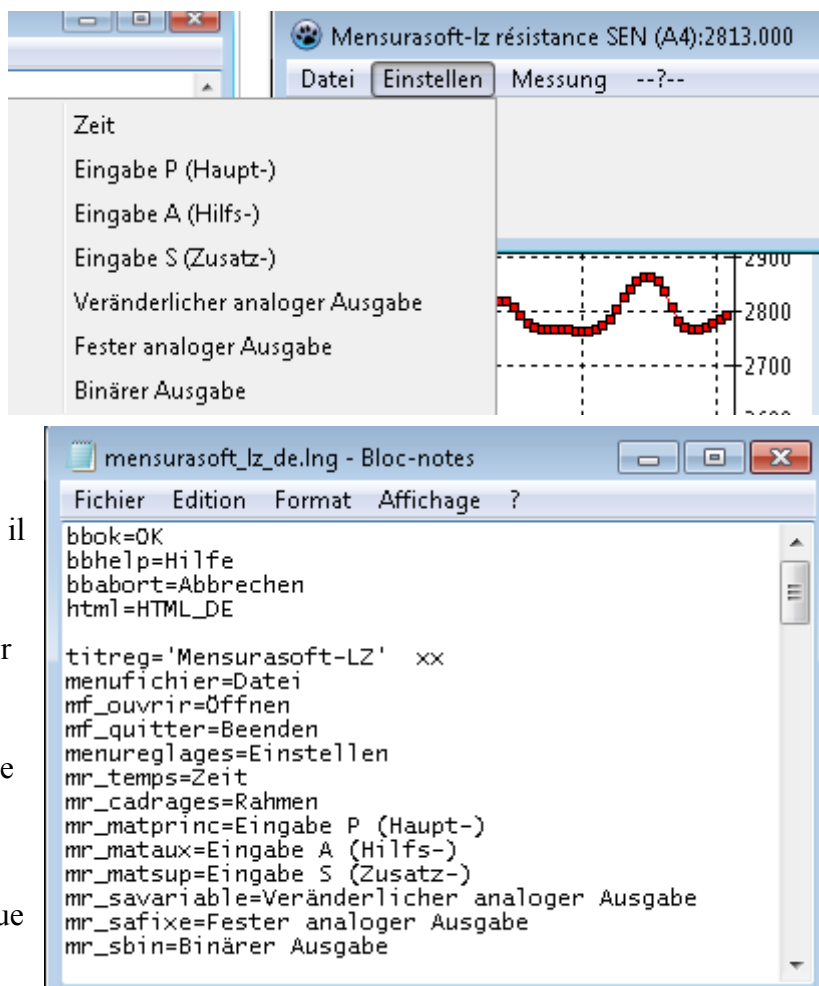 Mensurasoft-lz résistance SEN (A4):2813.000
Datei Einstellen Messung --?--
Zeit
Eingabe P (Haupt-)
Eingabe A (Hilfs-)
Eingabe S (Zusatz-)
Veränderlicher analoger Ausgabe
Fester analoger Ausgabe
Binärer Ausgabe
2900
2800
2700
mensurasoft_lz_de.lng - Bloc-notes
Fichier Edition Format Affichage ?
il
bbok=OK
bbhelp=Hilfe
bbabort=Abbrechen
html=HTML_DE
titreg='Mensurasoft-LZ' xx
menufichier=Datei
mf_ouvrir=Öffnen
mf_quitter=Beenden
menureglages=Einstellen
mr_temps=Zeit
mr_cadrages=Rahmen
mr_matprinc=Eingabe P (Haupt-)
mr_mataux=Eingabe A (Hilfs-)
mr_matsup=Eingabe S (Zusatz-)
mr_savariable=Veränderlicher analoger Ausgabe
mr_safixe=Fester analoger Ausgabe
mr_sbin=Binärer Ausgabe